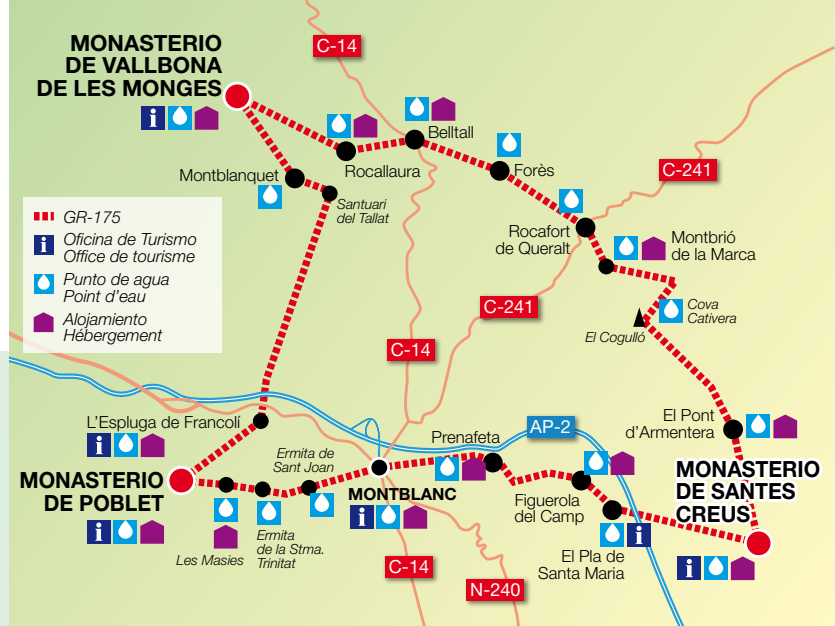 MONASTERIO
DE VALLBONA
DE LES MONGES
C-14
Belltall
Rocallaura
Forès
C-241
Montblanquet
Santuari
del Tallat
Rocafort
de Queralt
Montbrió
de la Marca
GR-175
i
Oficina de Turismo
Office de tourisme
Punto de agua
Point d'eau
Alojamiento
Hébergement
C-241
Cova
Cativera
El Cogulló
C-14
L'Espluga de Francolí
El Pont
d'Armentera
AP-2
Prenafeta
Ermita de
Sant Joan
MONASTERIO
DE POBLET
MONTBLANC
MONASTERIO
DE SANTES
CREUS
Figuerola
del Camp
Les Masies
Ermita
de la Stma.
Trinitat
El Pla de
Santa Maria
C-14
N-240
i
i
i
i
i
i